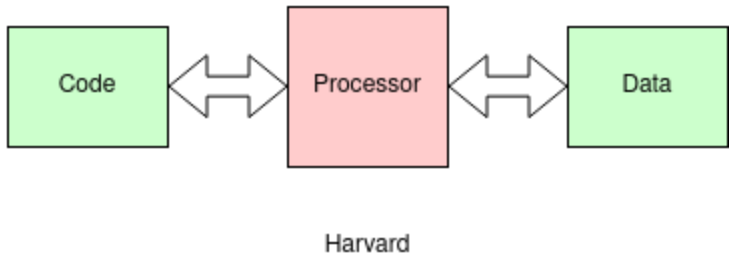 Code
Processor
Data
Harvard